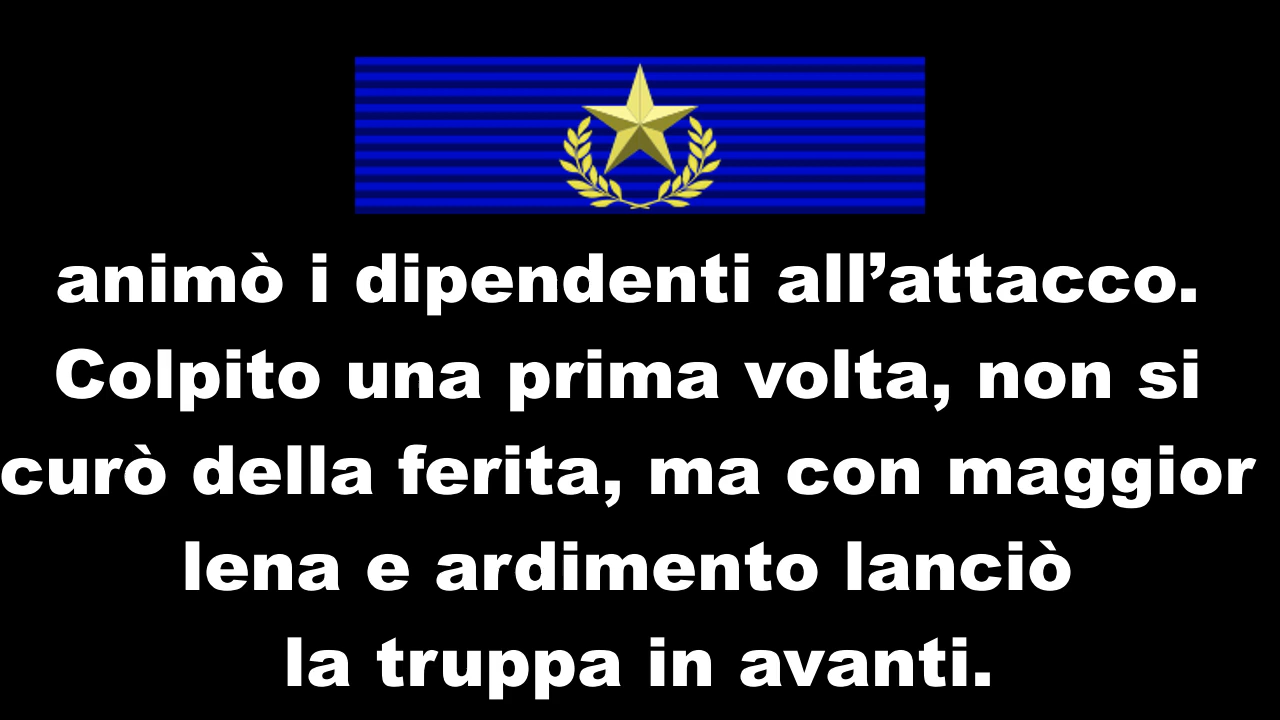 animò i dipendenti all’attacco.
Colpito una prima volta, non si
curò della ferita, ma con maggior
lena e ardimento lanciò
la truppa in avanti.